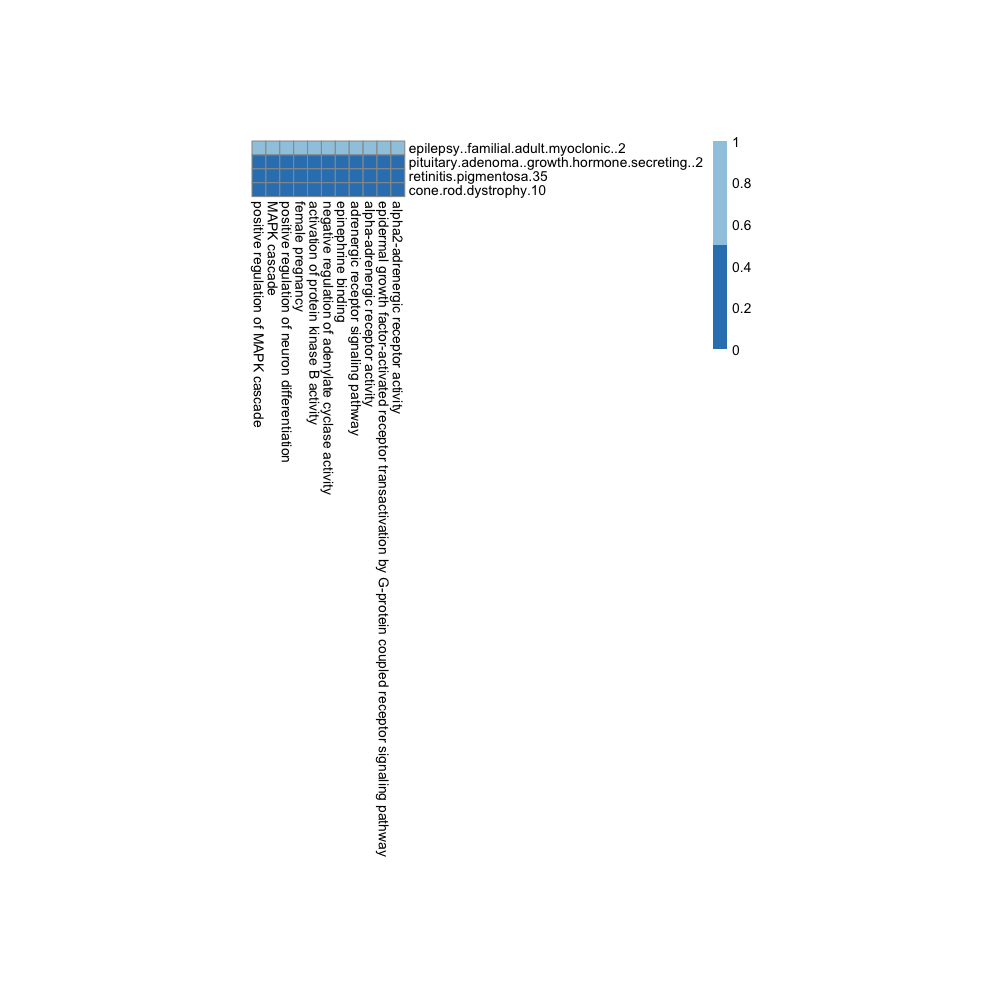 epilepsy..familial.adult.myoclonic..2
pituitary.adenoma..growth.hormone.secreting..2
retinitis.pigmentosa.35
cone.rod.dystrophy.10
1
0.8
0.6
0.4
0.2
0
positive regulation of MAPK cascade
MAPK cascade
positive regulation of neuron differentiation
female pregnancy
activation of protein kinase B activity
negative regulation of adenylate cyclase activity
epinephrine binding
adrenergic receptor signaling pathway
alpha-adrenergic receptor activity
epidermal growth factor-activated receptor transactivation by G-protein coupled receptor signaling pathway
alpha2-adrenergic receptor activity